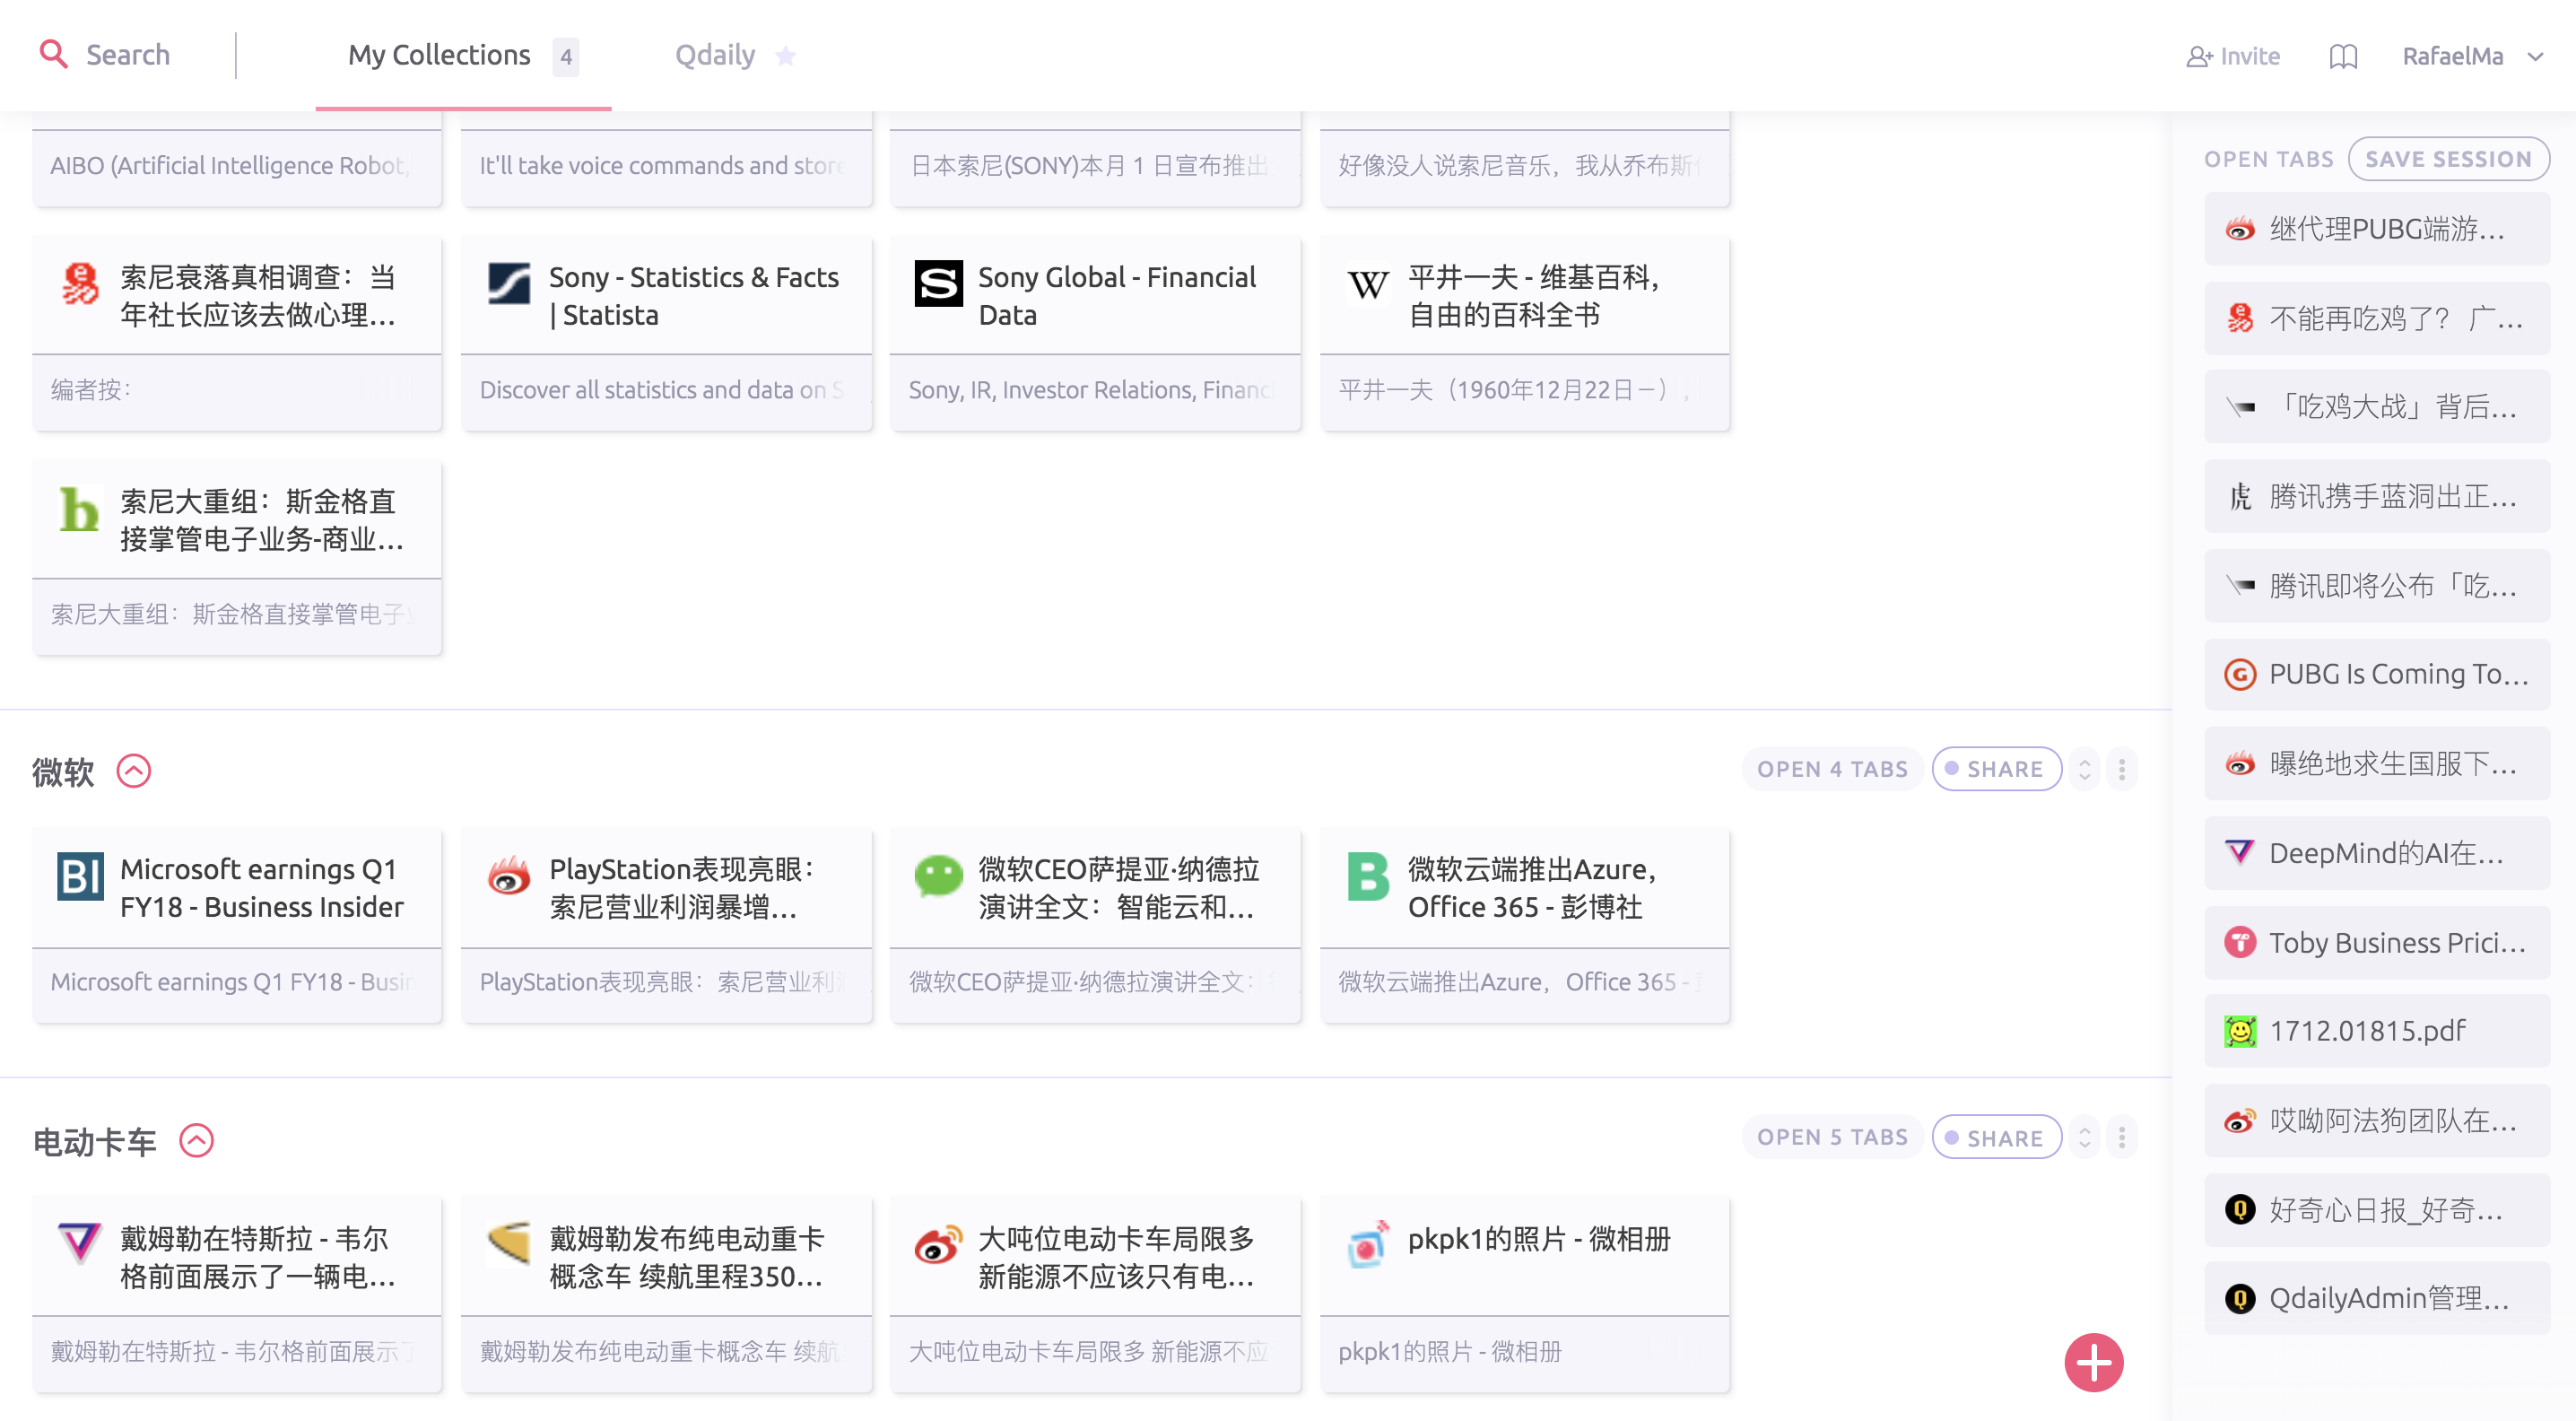 Search
My Collections 4
Qdaily
Invite
RafaelMa
AIBO (Artificial Intelligence Robot,
It'll take voice commands and store
日本索尼(SONY)本月 1 日宣布推出
好像没人说索尼音乐，我从乔布斯
索尼衰落真相调查：当
年社长应该去做心理...
编者按：
Sony - Statistics & Facts
| Statista
Discover all statistics and data on S
Sony Global - Financial
Data
Sony, IR, Investor Relations, Financ
平井一夫 - 维基百科，
自由的百科全书
平井一夫（1960年12月22日－），
索尼大重组：斯金格直
接掌管电子业务-商业...
索尼大重组：斯金格直接掌管电子
微软
OPEN 4 TABS
SHARE
BI
Microsoft earnings Q1
FY18 - Business Insider
Microsoft earnings Q1 FY18 - Busin
PlayStation表现亮眼：
索尼营业利润暴增...
PlayStation表现亮眼：索尼营业利
微软CEO萨提亚·纳德拉
演讲全文：智能云和...
微软CEO萨提亚·纳德拉演讲全文：
B
微软云端推出Azure，
Office 365 - 彭博社
微软云端推出Azure，Office 365 -
电动卡车
OPEN 5 TABS
SHARE
戴姆勒在特斯拉 - 韦尔
格前面展示了一辆电...
戴姆勒在特斯拉 - 韦尔格前面展示了
戴姆勒发布纯电动重卡
概念车 续航里程350...
戴姆勒发布纯电动重卡概念车 续航
大吨位电动卡车局限多
新能源不应该只有电...
大吨位电动卡车局限多 新能源不应
pkpk1的照片 - 微相册
pkpk1的照片 - 微相册
OPEN TABS
SAVE SESSION
继代理PUBG端游...
不能再吃鸡了？ 广...
「吃鸡大战」背后...
虎 腾讯携手蓝洞出正...
腾讯即将公布「吃...
PUBG Is Coming To...
曝绝地求生国服下...
DeepMind的AI在...
Toby Business Prici...
1712.01815.pdf
哎呦阿法狗团队在...
好奇心日报_好奇...
QdailyAdmin管理...